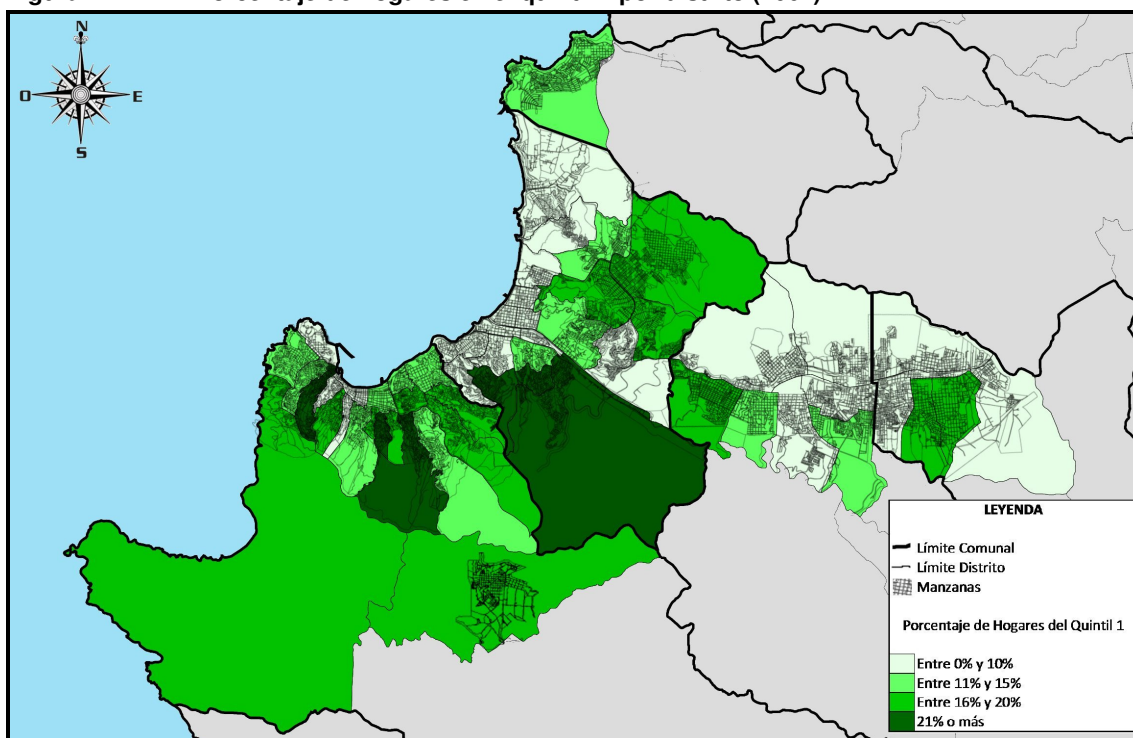 N
O E
S
LEYENDA
Límite Comunal
Límite Distrito
Manzanas
Porcentaje de Hogares del Quintil 1
Entre 0% y 10%
Entre 11% y 15%
Entre 16% y 20%
21% o más